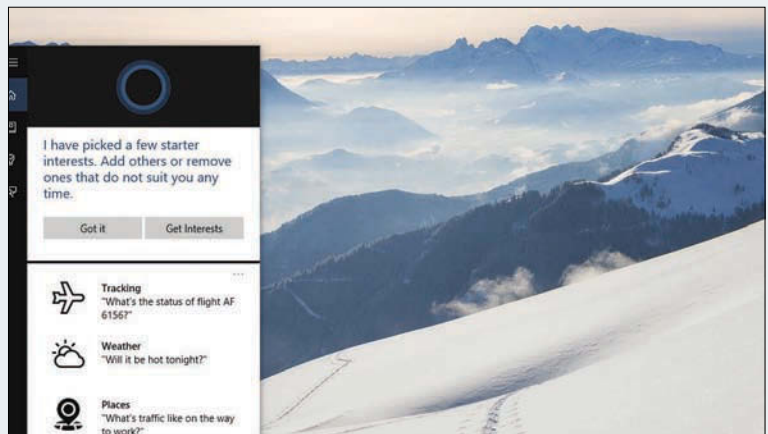 I have picked a few starter
interests. Add others or remove
ones that do not suit you any
time.
Got it
Get Interests
Tracking
"What's the status of flight AF
6156?"
Weather
"Will it be hot tonight?"
Places
"What's traffic like on the way
to work?"